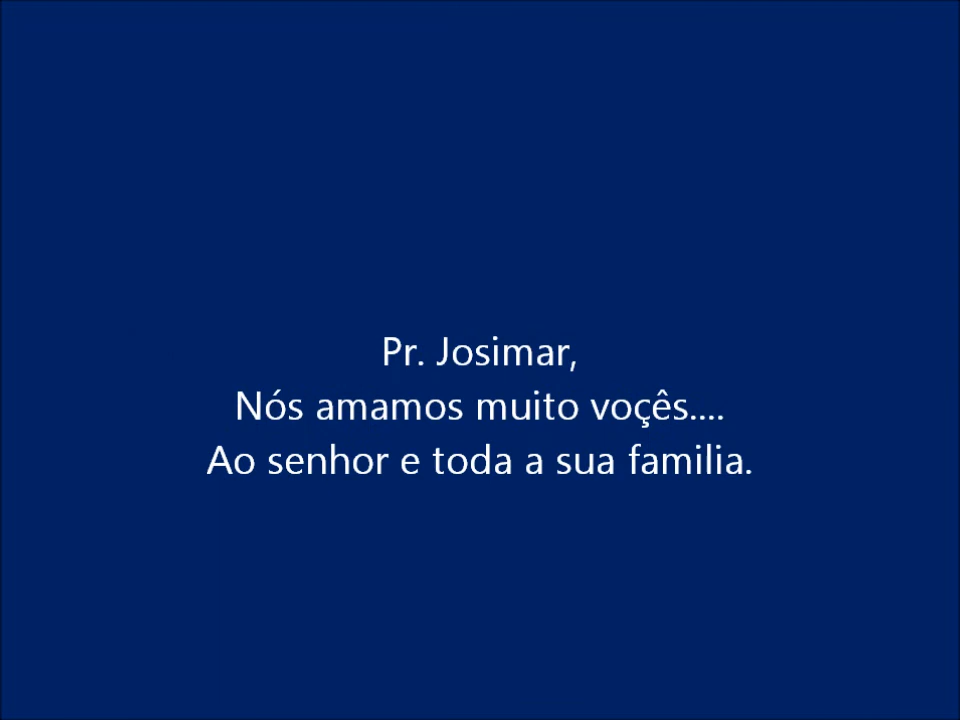 Pr. Josimar,
Nós amamos muito voçês....
Ao senhor e toda a sua familia.